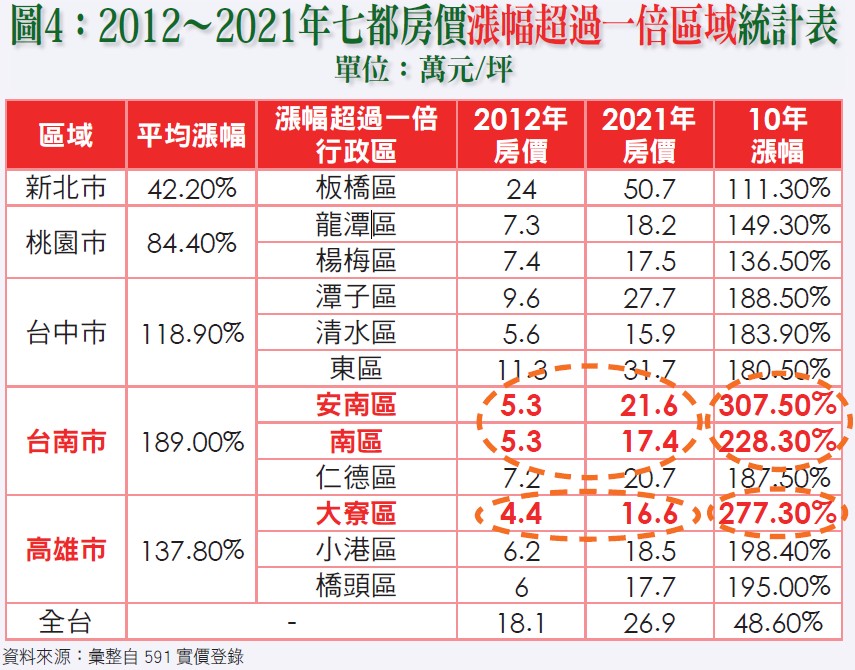 圖4：2012～2021年七都房價漲幅超過一倍區域統計表
單位：萬元/坪
區域 平均漲幅 漲幅超過一倍行政區 2012年房價 2021年房價 10年漲幅
新北市 42.20% 板橋區 24 50.7 111.30%
桃園市 84.40% 龍潭區 7.3 18.2 149.30%
楊梅區 7.4 17.5 136.50%
台中市 118.90% 潭子區 9.6 27.7 188.50%
清水區 5.6 15.9 183.90%
東區 11.3 31.7 180.50%
台南市 189.00% 安南區 5.3 21.6 307.50%
南區 5.3 17.4 228.30%
仁德區 7.2 20.7 187.50%
高雄市 137.80% 大寮區 4.4 16.6 277.30%
小港區 6.2 18.5 198.40%
橋頭區 6 17.7 195.00%
全台 - 18.1 26.9 48.60%
資料來源：彙整自 591 實價登錄